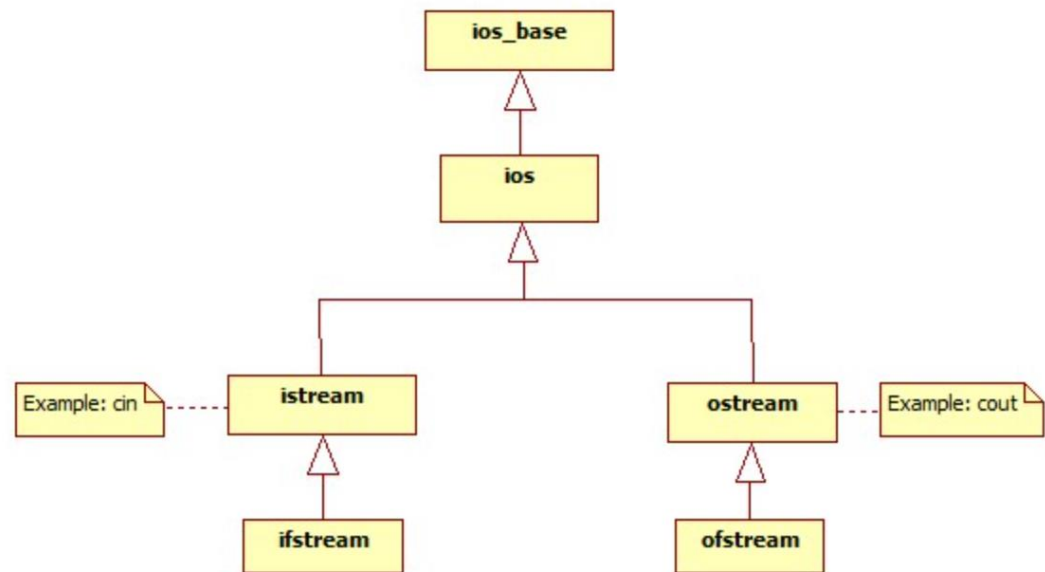 ios_base
ios
Example: cin
istream
ostream
Example: cout
ifstream
ofstream